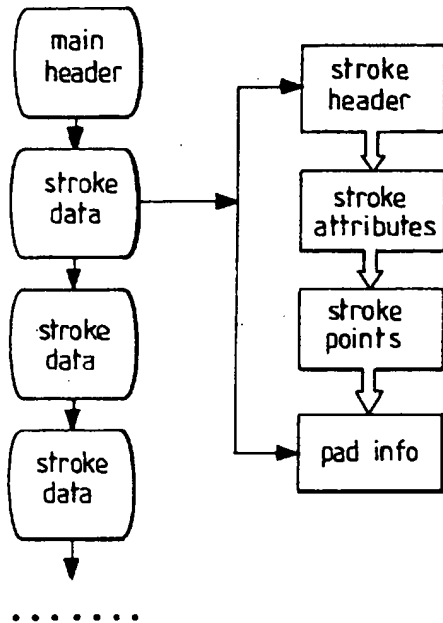 main
header
stroke
data
stroke
data
stroke
data
.......
stroke
header
stroke
attributes
stroke
points
pad info